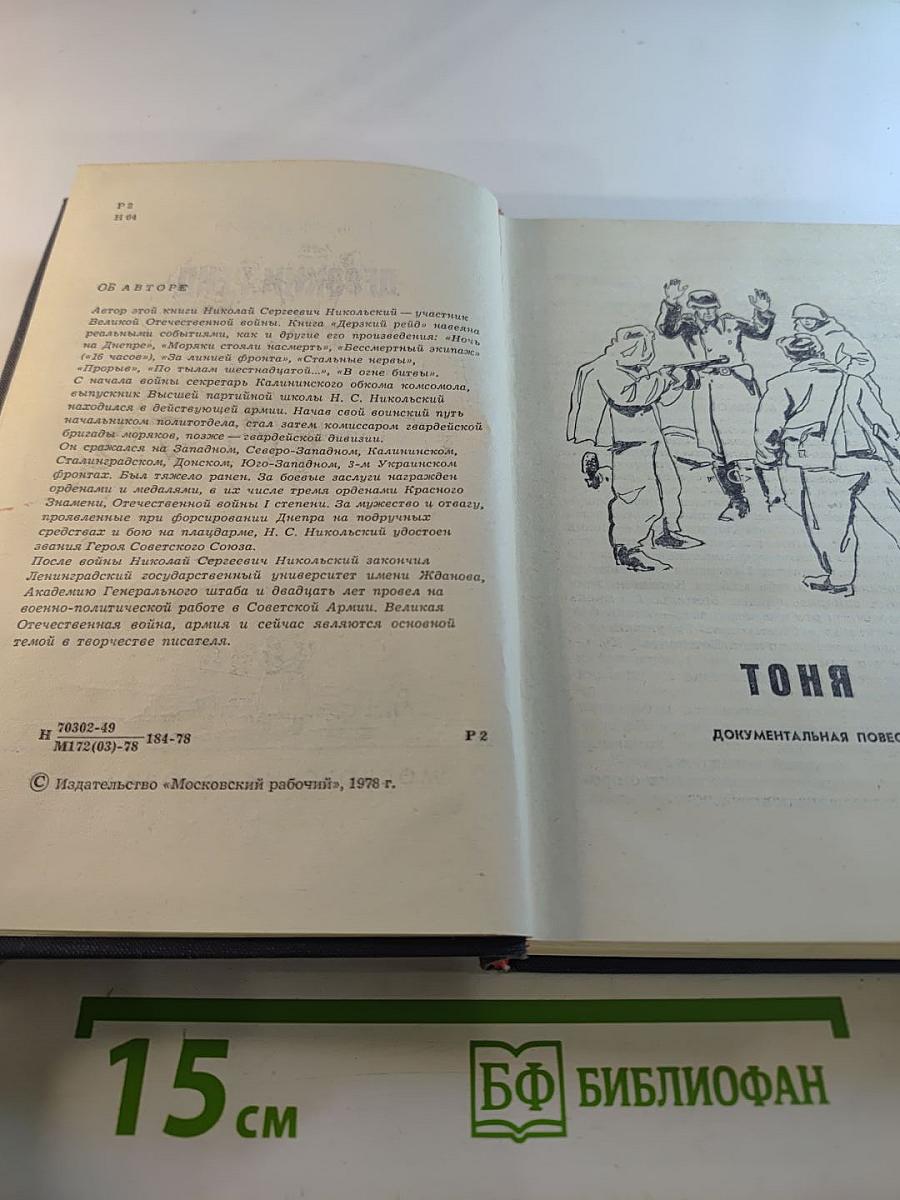 Р 2
Н 64
ОБ АВТОРЕ
Автор этой книги Николай Сергеевич Никольский — участник
Великой Отечественной войны. Книга «Дерзкий рейд» навеяна
реальными событиями, как и другие его произведения: «Ночь
на Днепре», «Моряки стояли насмерть», «Бессмертный экипаж»
(«16 часов»), «За линией фронта», «Стальные нервы»,
«Прорыв», «По тылам шестнадцатой...», «В огне битвы».
С начала войны секретарь Калининского обкома комсомола,
выпускник Высшей партийной школы Н. С. Никольский
находился в действующей армии. Начав свой воинский путь
начальником политотдела, стал затем комиссаром гвардейской
бригады моряков, позже — гвардейской дивизии.
Он сражался на Западном, Северо-Западном, Калининском,
Сталинградском, Донском, Юго-Западном, 3-м Украинском
фронтах. Был тяжело ранен. За боевые заслуги награжден
орденами и медалями, в их числе тремя орденами Красного
Знамени, Отечественной войны I степени. За мужество и отвагу,
проявленные при форсировании Днепра на подручных
средствах и бою на плацдарме, Н. С. Никольский удостоен
звания Героя Советского Союза.
После войны Николай Сергеевич Никольский закончил
Ленинградский государственный университет имени Жданова,
Академию Генерального штаба и двадцать лет провел на
военно-политической работе в Советской Армии. Великая
Отечественная война, армия и сейчас являются основной
темой в творчестве писателя.
Н 70302-49
М172(03)-78 184-78 Р 2
© Издательство «Московский рабочий», 1978 г.
ТОНЯ
ДОКУМЕНТАЛЬНАЯ ПОВЕС
15 см
БФ БИБЛИОФАН